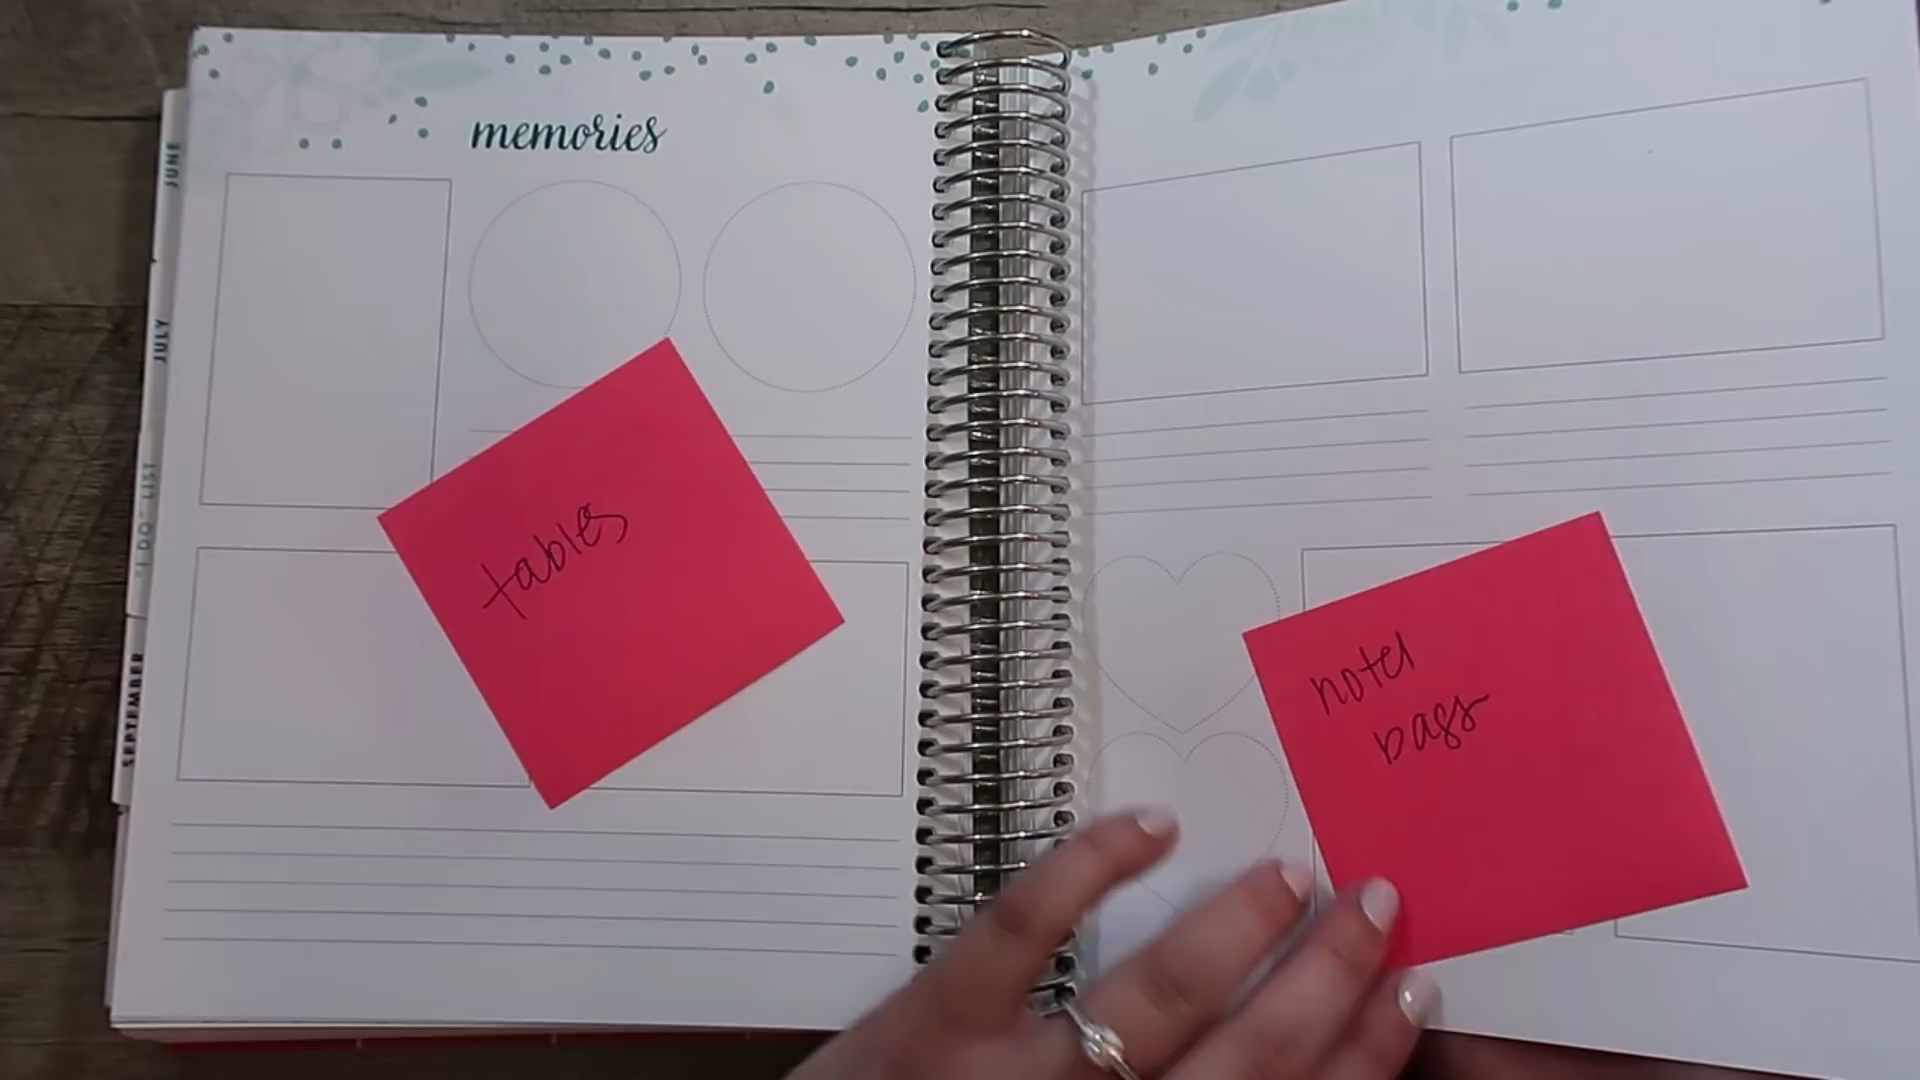 memories
JUNE
JULY
"I DO" LIST
SEPTEMBER
tables
hotel
bags